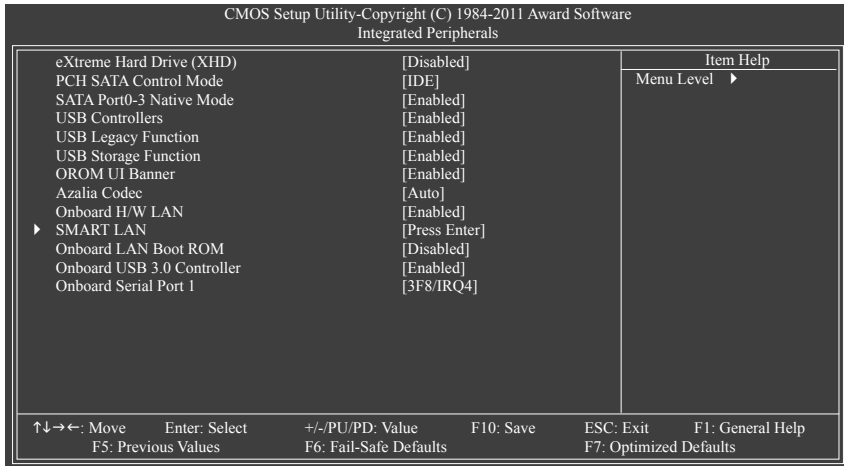 CMOS Setup Utility-Copyright (C) 1984-2011 Award Software
Integrated Peripherals
eXtreme Hard Drive (XHD) [Disabled] Item Help
PCH SATA Control Mode [IDE] Menu Level ▶
SATA Port0-3 Native Mode [Enabled]
USB Controllers [Enabled]
USB Legacy Function [Enabled]
USB Storage Function [Enabled]
OROM UI Banner [Enabled]
Azalia Codec [Auto]
Onboard H/W LAN [Enabled]
▶ SMART LAN [Press Enter]
Onboard LAN Boot ROM [Disabled]
Onboard USB 3.0 Controller [Enabled]
Onboard Serial Port 1 [3F8/IRQ4]
↑↓→←: Move Enter: Select +/-/PU/PD: Value F10: Save ESC: Exit F1: General Help
F5: Previous Values F6: Fail-Safe Defaults F7: Optimized Defaults